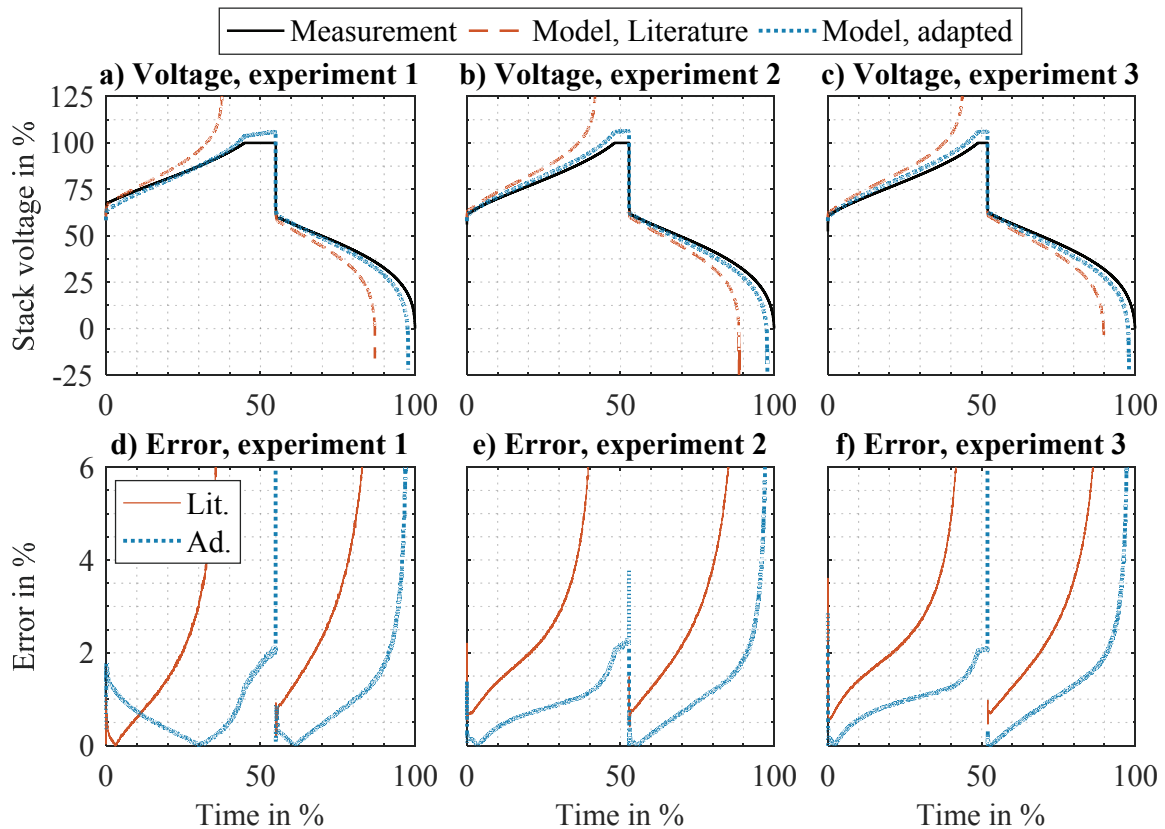 Measurement Model, Literature Model, adapted
a) Voltage, experiment 1 b) Voltage, experiment 2 c) Voltage, experiment 3
Stack voltage in %
125
100
75
50
25
0
-25
0 50 100 0 50 100 0 50 100
d) Error, experiment 1 e) Error, experiment 2 f) Error, experiment 3
Error in %
6
4
2
0
Lit.
Ad.
0 50 100 0 50 100 0 50 100
Time in % Time in % Time in %